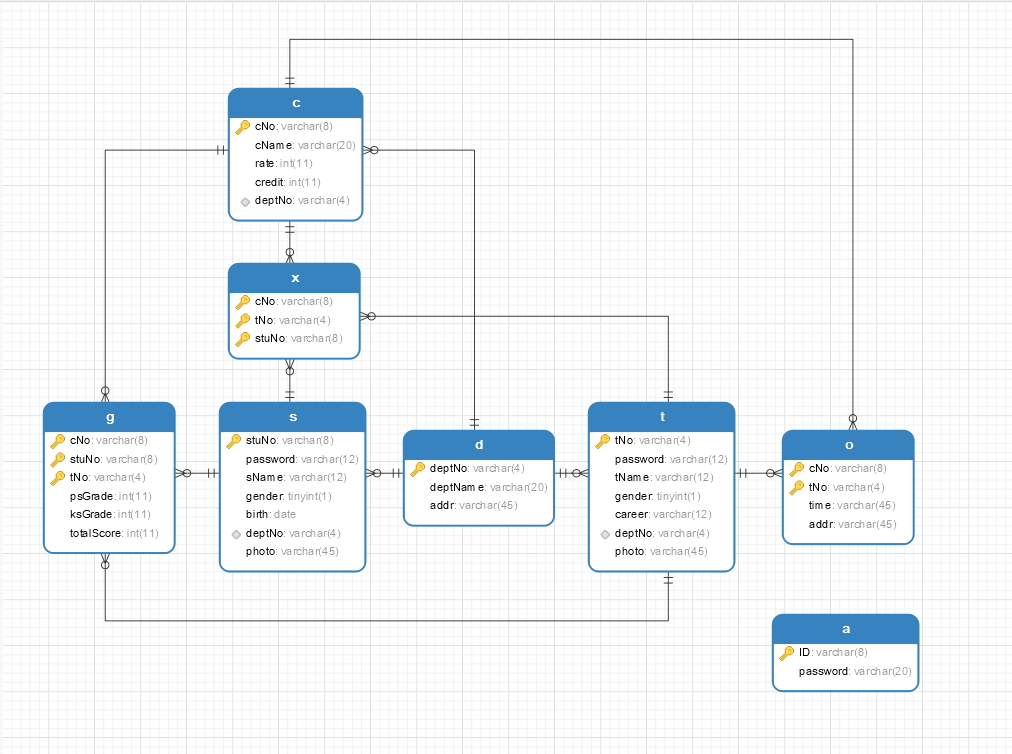 c
cNo: varchar(8)
cName: varchar(20)
rate: int(11)
credit: int(11)
deptNo: varchar(4)
x
cNo: varchar(8)
tNo: varchar(4)
stuNo: varchar(8)
g
cNo: varchar(8)
stuNo: varchar(8)
tNo: varchar(4)
psGrade: int(11)
ksGrade: int(11)
totalScore: int(11)
s
stuNo: varchar(8)
password: varchar(12)
sName: varchar(12)
gender: tinyint(1)
birth: date
deptNo: varchar(4)
photo: varchar(45)
d
deptNo: varchar(4)
deptName: varchar(20)
addr: varchar(45)
t
tNo: varchar(4)
password: varchar(12)
tName: varchar(12)
gender: tinyint(1)
career: varchar(12)
deptNo: varchar(4)
photo: varchar(45)
o
cNo: varchar(8)
tNo: varchar(4)
time: varchar(45)
addr: varchar(45)
a
ID: varchar(8)
password: varchar(20)